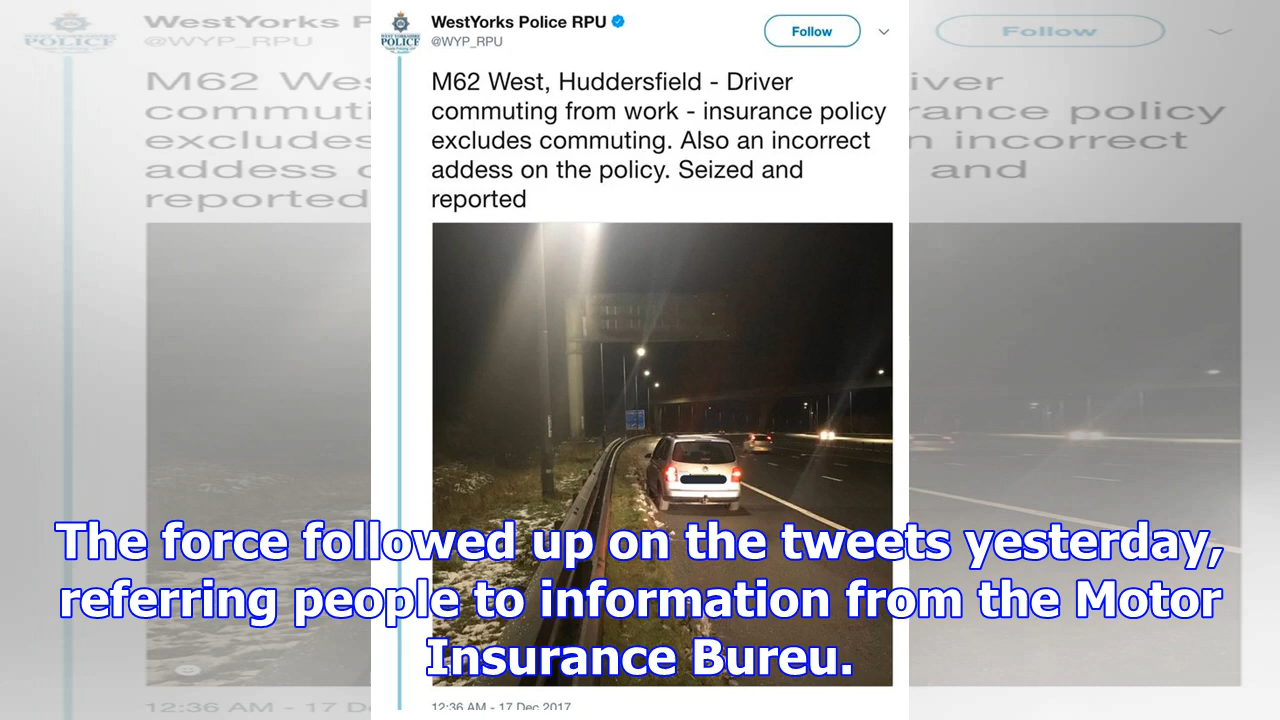 WestYorks Police RPU
@WYP_RPU
Follow
M62 West, Huddersfield - Driver
commuting from work - insurance policy
excludes commuting. Also an incorrect
addess on the policy. Seized and
reported
The force followed up on the tweets yesterday,
referring people to information from the Motor
Insurance Bureu.
12:36 AM - 17 Dec 2017